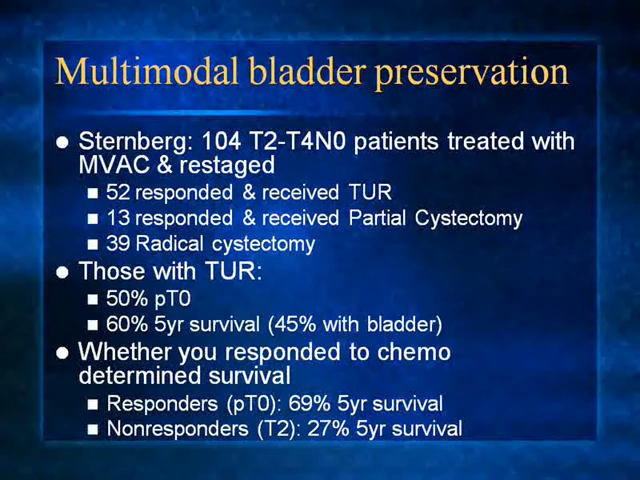 Multimodal bladder preservation
Sternberg: 104 T2-T4N0 patients treated with
MVAC & restaged
52 responded & received TUR
13 responded & received Partial Cystectomy
39 Radical cystectomy
Those with TUR:
50% pT0
60% 5yr survival (45% with bladder)
Whether you responded to chemo
determined survival
Responders (pT0): 69% 5yr survival
Nonresponders (T2): 27% 5yr survival